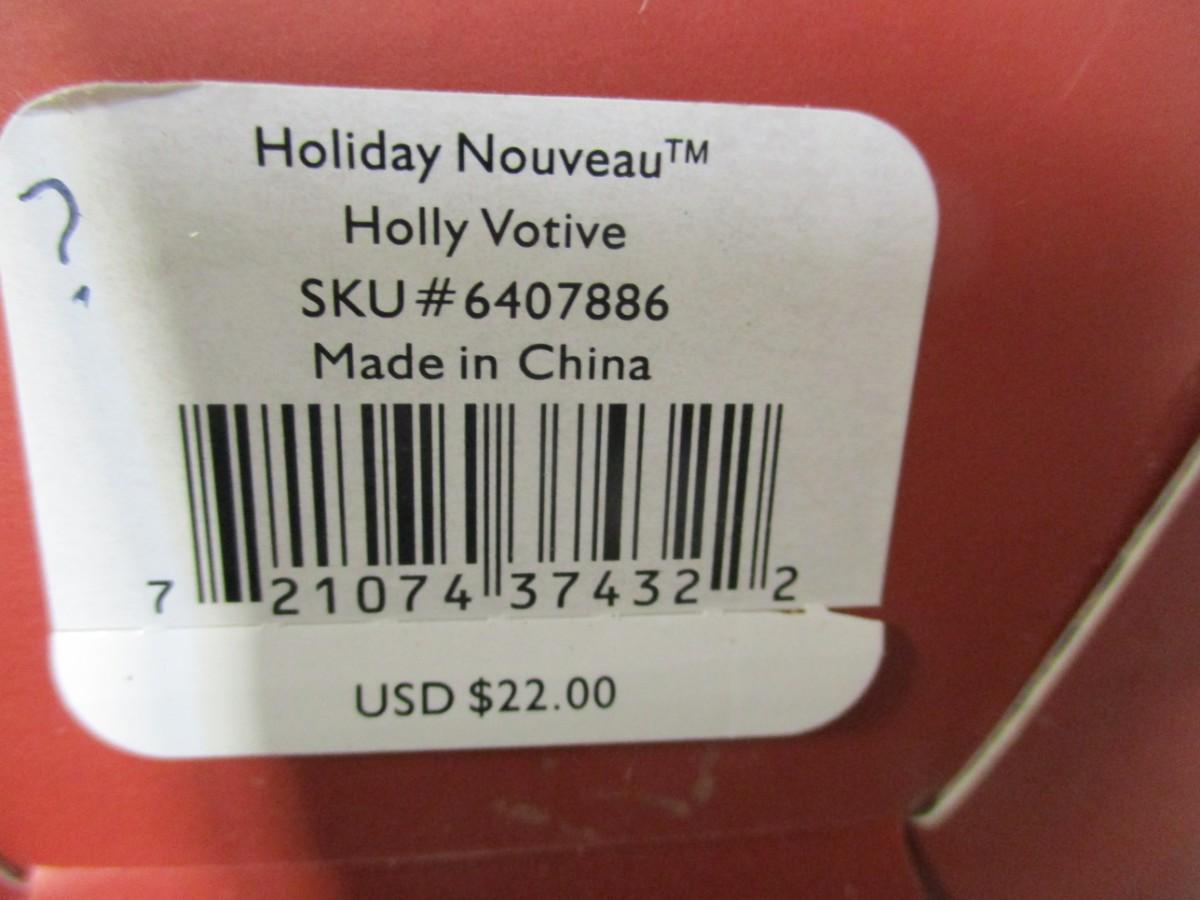 Holiday Nouveau™
?
Holly Votive
SKU#6407886
Made in China
7 21074 37432 2
USD $22.00